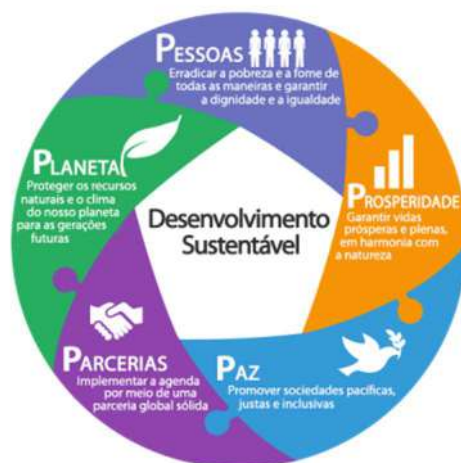 PESSOAS
Erradicar a pobreza e a fome de
todas as maneiras e garantir
a dignidade e a igualdade
PROSPERIDADE
Garantir vidas
prósperas e plenas,
em harmonia com
a natureza
PAZ
Promover sociedades pacíficas,
justas e inclusivas
PARCERIAS
Implementar a agenda
por meio de uma
parceria global sólida
PLANETA
Proteger os recursos
naturais e o clima
do nosso planeta
para as gerações
futuras
Desenvolvimento
Sustentável